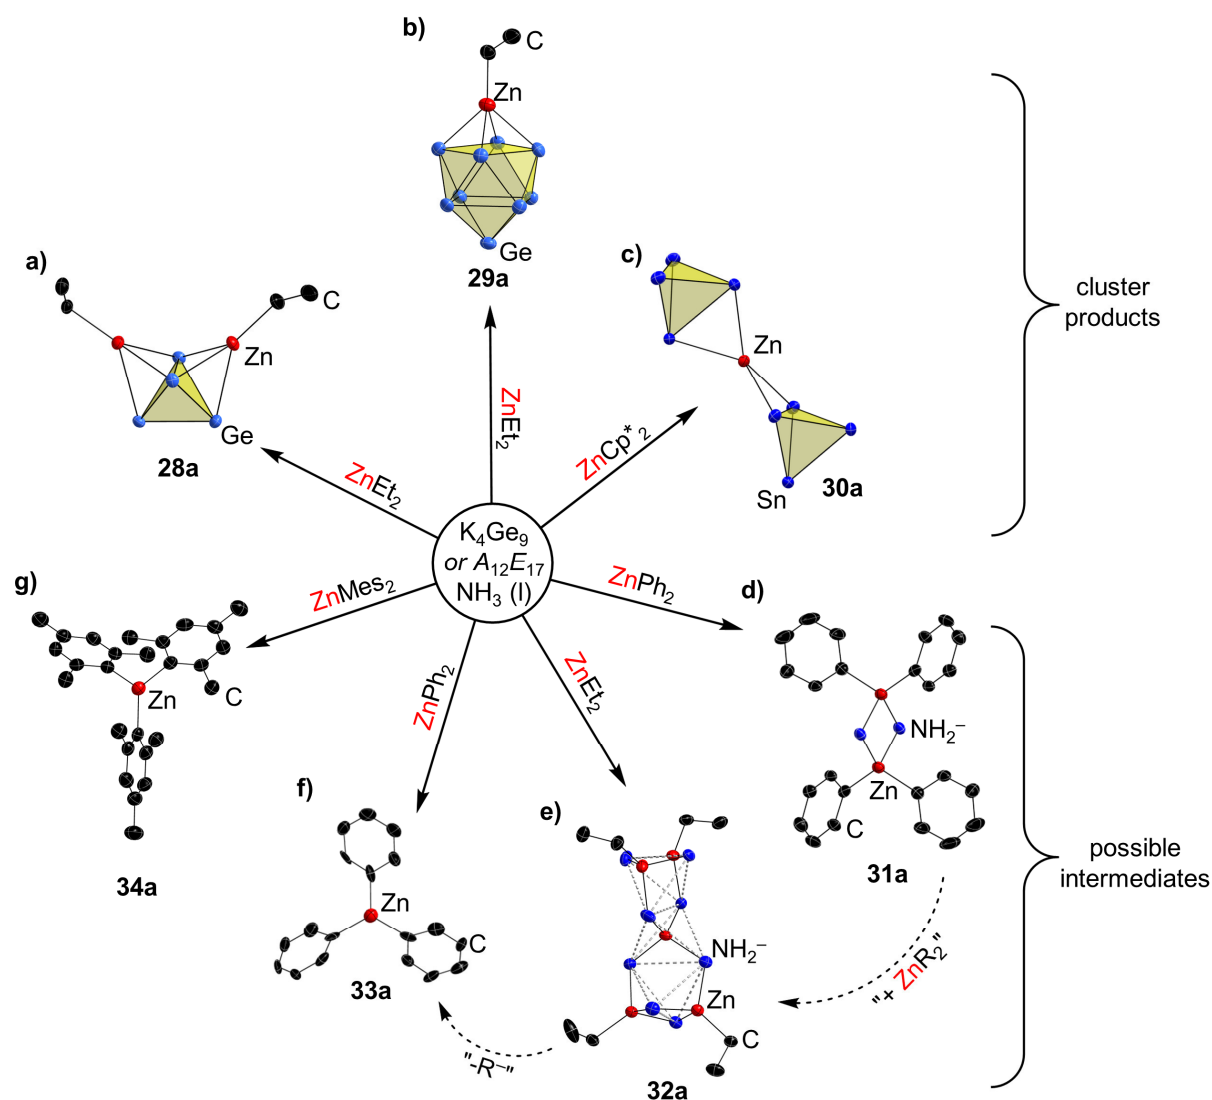 b)
C
Zn
Ge
29a
a)
C
Zn
Ge
28a
c)
Zn
Sn
30a
cluster
products
ZnEt₂
ZnEt₂
ZnCp*₂
K₄Ge₉
or A₁₂E₁₇
NH₃ (l)
ZnMes₂
ZnPh₂
ZnEt₂
ZnPh₂
g)
Zn
C
34a
d)
NH₂⁻
Zn
C
31a
f)
Zn
C
33a
e)
NH₂⁻
Zn
C
32a
possible
intermediates
"+ ZnR₂"
"-R⁻"